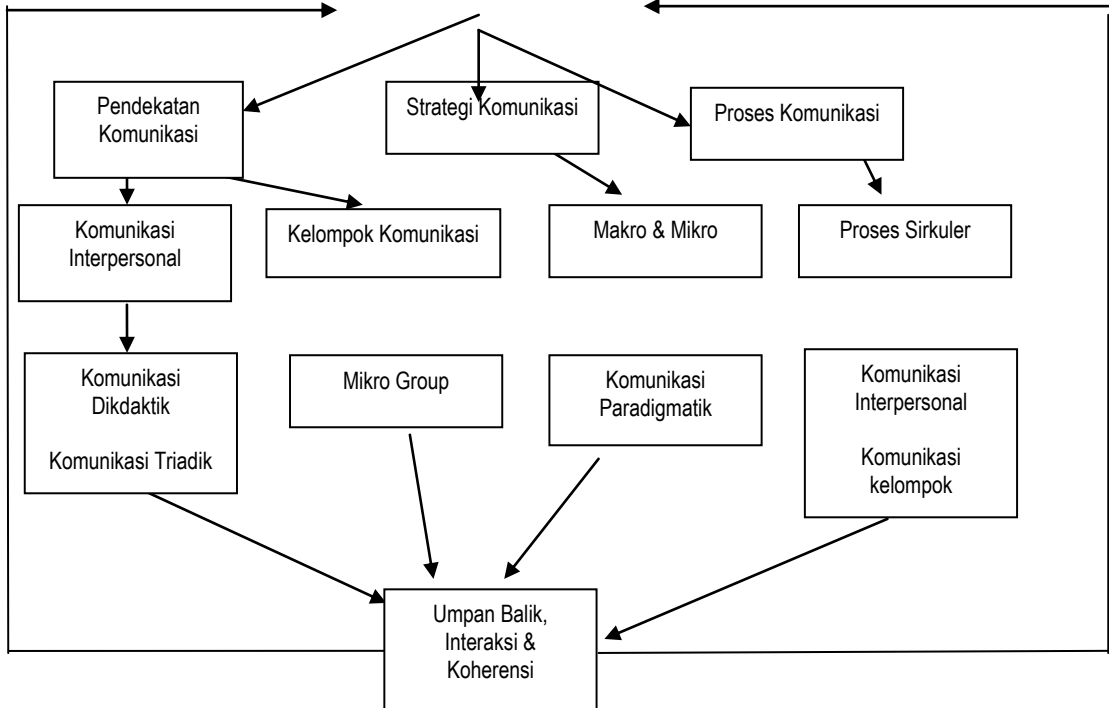 Pendekatan
Komunikasi
Strategi Komunikasi
Proses Komunikasi
Komunikasi
Interpersonal
Kelompok Komunikasi
Makro & Mikro
Proses Sirkuler
Komunikasi
Dikdaktik
Komunikasi Triadik
Mikro Group
Komunikasi
Paradigmatik
Komunikasi
Interpersonal
Komunikasi
kelompok
Umpan Balik,
Interaksi &
Koherensi